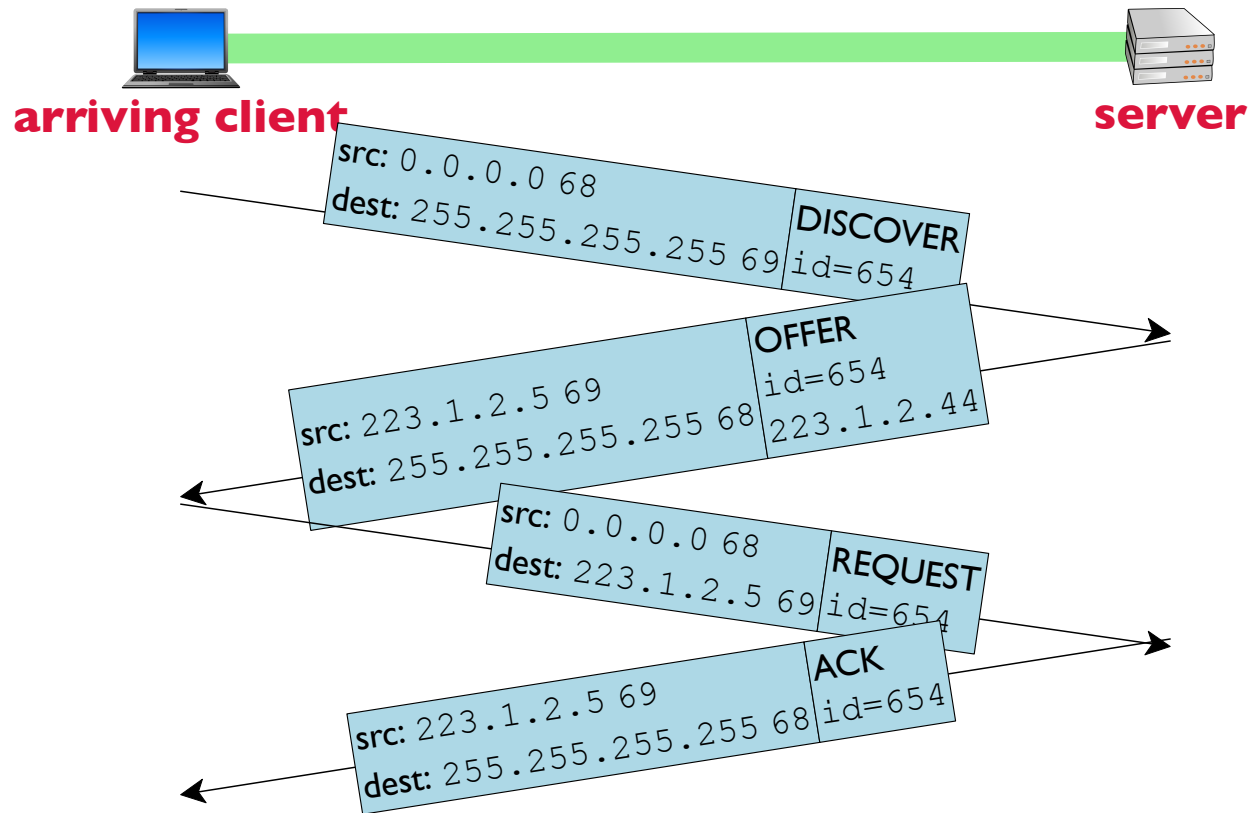 arriving client
server
src: 0.0.0.0 68
dest: 255.255.255.255 69
DISCOVER
id=654
src: 223.1.2.5 69
dest: 255.255.255.255 68
OFFER
id=654
223.1.2.44
src: 0.0.0.0 68
dest: 223.1.2.5 69
REQUEST
id=654
src: 223.1.2.5 69
dest: 255.255.255.255 68
ACK
id=654